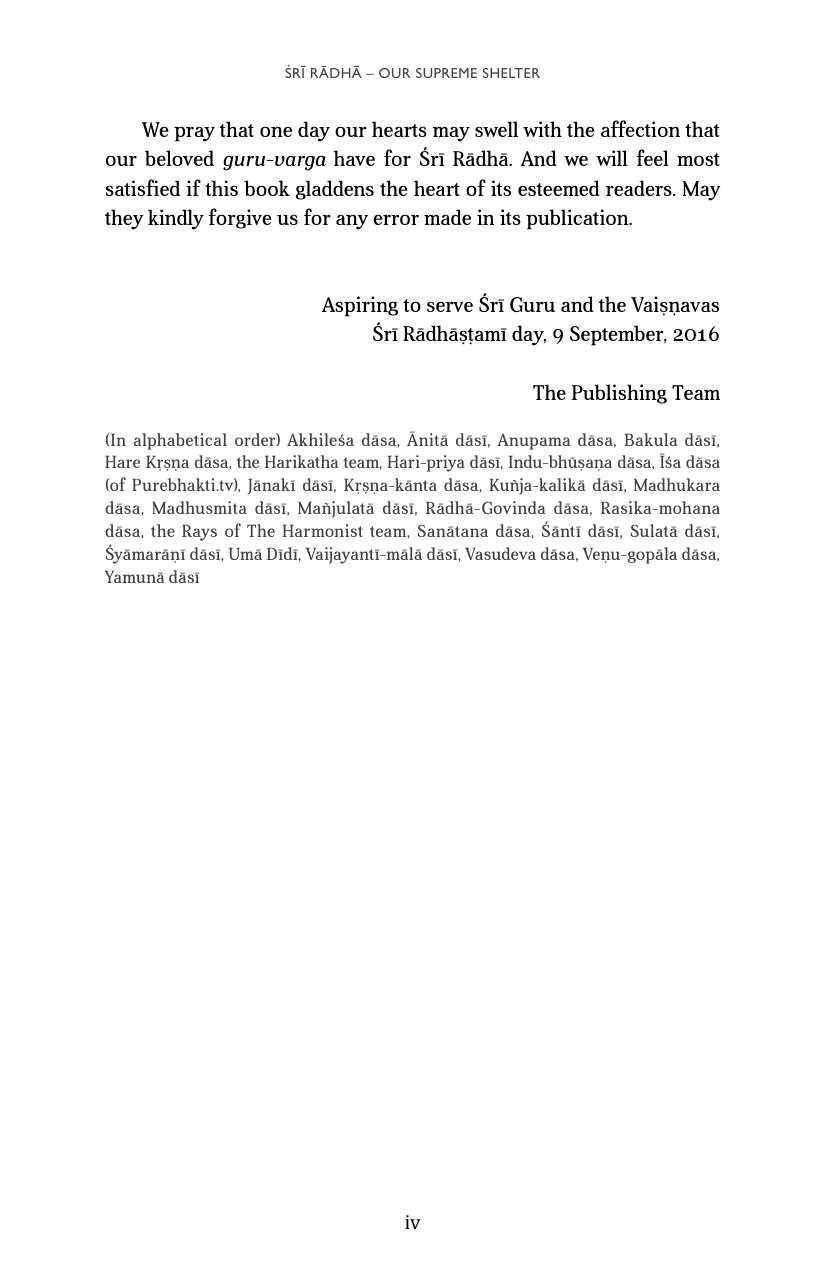 ŚRĪ RĀDHĀ – OUR SUPREME SHELTER
We pray that one day our hearts may swell with the affection that
our beloved guru-varga have for Śrī Rādhā. And we will feel most
satisfied if this book gladdens the heart of its esteemed readers. May
they kindly forgive us for any error made in its publication.
Aspiring to serve Śrī Guru and the Vaiṣṇavas
Śrī Rādhāṣṭamī day, 9 September, 2016
The Publishing Team
(In alphabetical order) Akhileśa dāsa, Ānitā dāsī, Anupama dāsa, Bakula dāsī,
Hare Kṛṣṇa dāsa, the Harikatha team, Hari-priya dāsī, Indu-bhūṣaṇa dāsa, Īśa dāsa
(of Purebhakti.tv), Jānakī dāsī, Kṛṣṇa-kānta dāsa, Kuñja-kalikā dāsī, Madhukara
dāsa, Madhusmita dāsī, Mañjulatā dāsī, Rādhā-Govinda dāsa, Rasika-mohana
dāsa, the Rays of The Harmonist team, Sanātana dāsa, Śāntī dāsī, Sulatā dāsī,
Śyāmarāṇī dāsī, Umā Dīdī, Vaijayantī-mālā dāsī, Vasudeva dāsa, Veṇu-gopāla dāsa,
Yamunā dāsī
iv